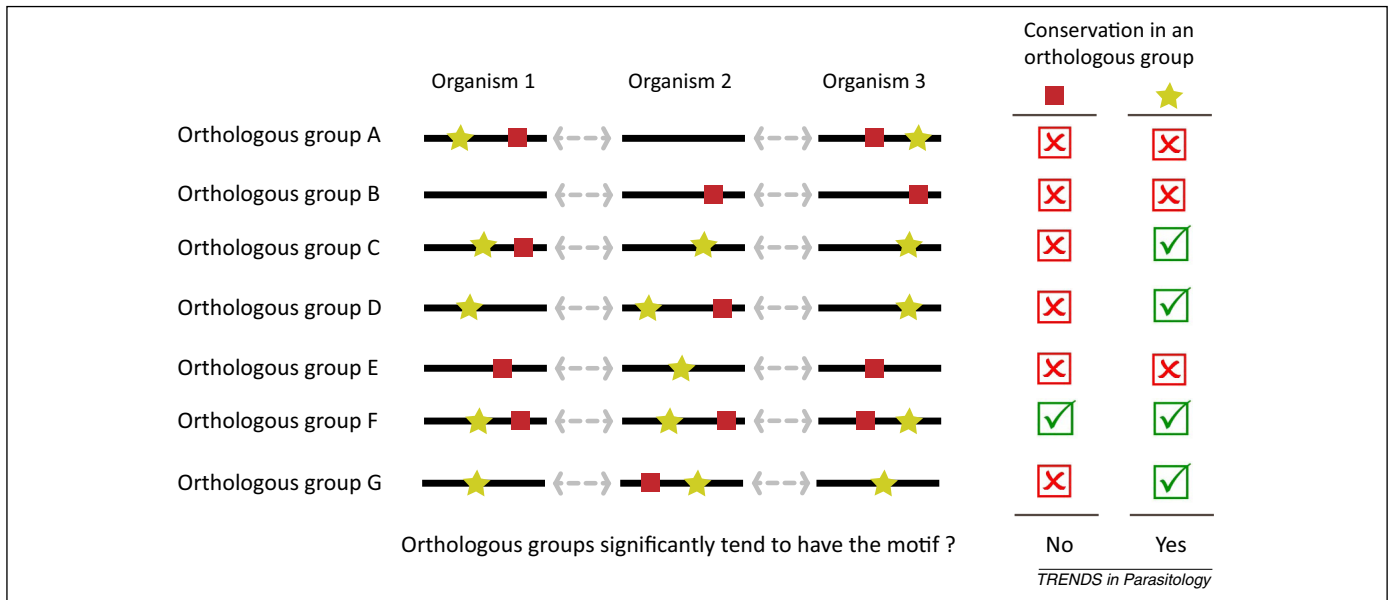 Conservation in an
orthologous group
Organism 1
Organism 2
Organism 3
Orthologous group A
Orthologous group B
Orthologous group C
Orthologous group D
Orthologous group E
Orthologous group F
Orthologous group G
Orthologous groups significantly tend to have the motif ?
No
Yes
TRENDS in Parasitology